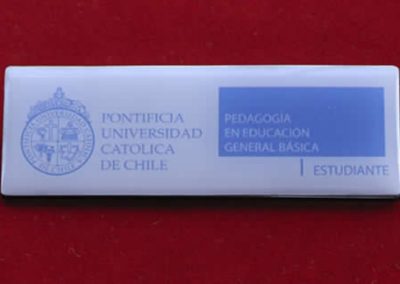 PONTIFICIA
UNIVERSIDAD
CATOLICA
DE CHILE
PEDAGOGÍA
EN EDUCACIÓN
GENERAL BÁSICA
ESTUDIANTE